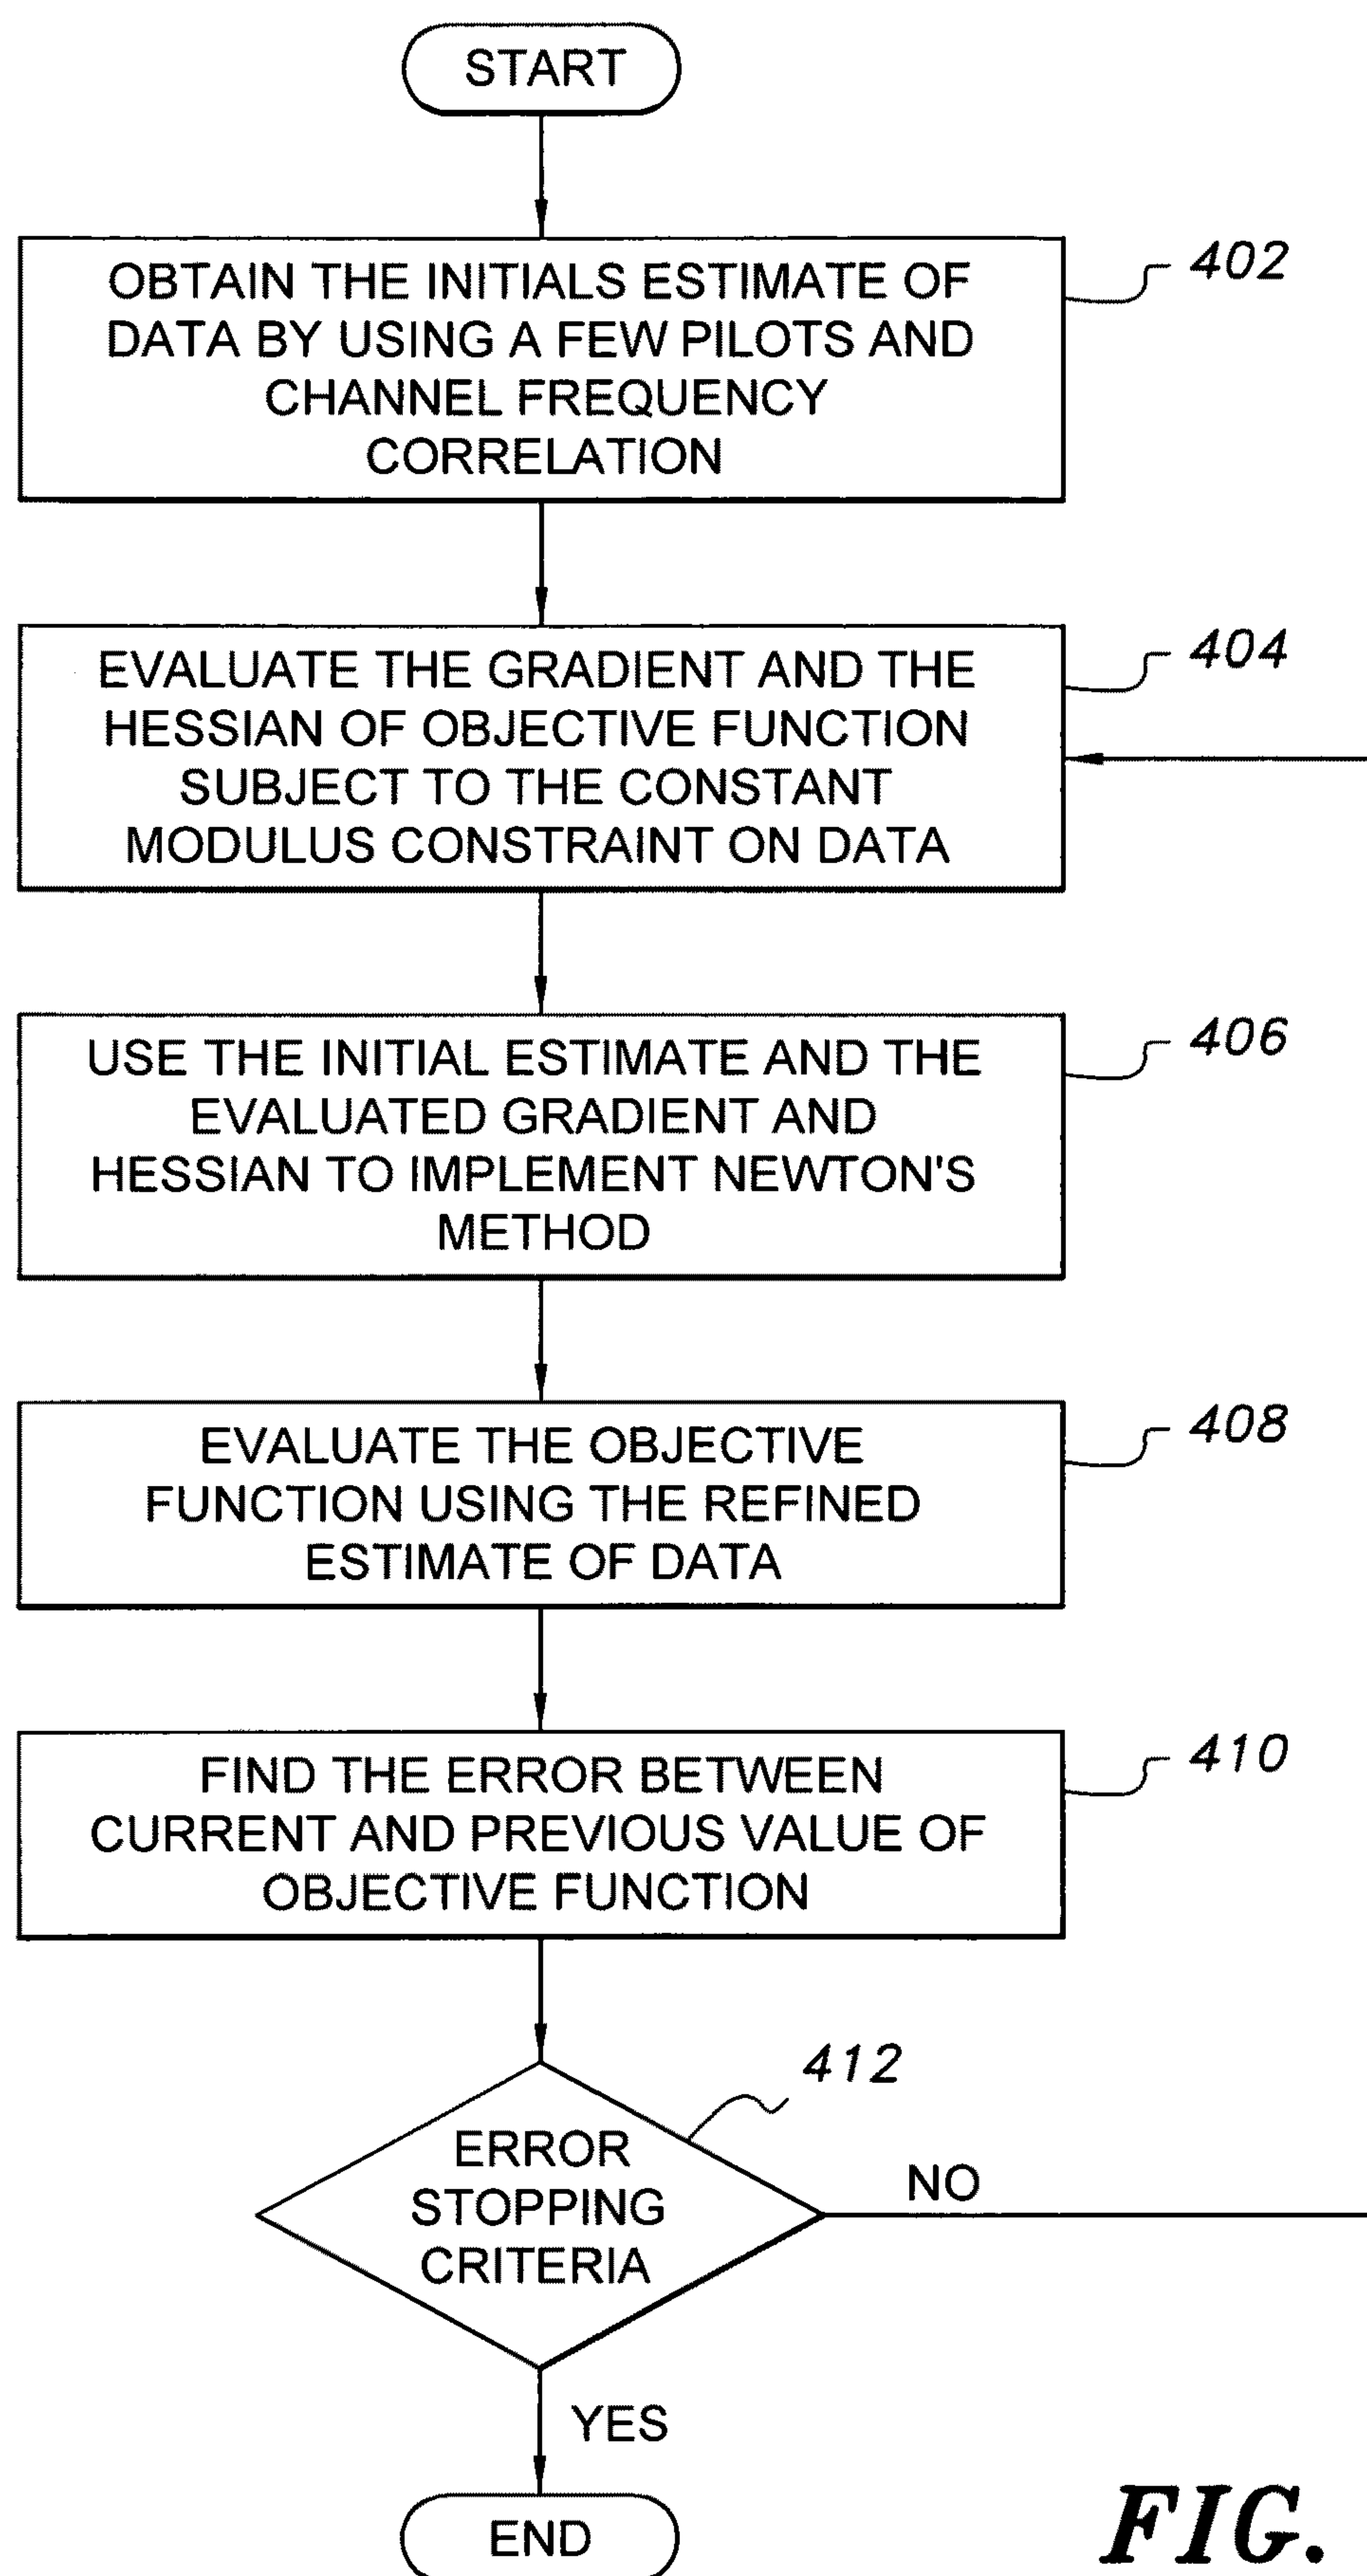 START
OBTAIN THE INITIALS ESTIMATE OF
DATA BY USING A FEW PILOTS AND
CHANNEL FREQUENCY
CORRELATION
402
EVALUATE THE GRADIENT AND THE
HESSIAN OF OBJECTIVE FUNCTION
SUBJECT TO THE CONSTANT
MODULUS CONSTRAINT ON DATA
404
USE THE INITIAL ESTIMATE AND THE
EVALUATED GRADIENT AND
HESSIAN TO IMPLEMENT NEWTON'S
METHOD
406
EVALUATE THE OBJECTIVE
FUNCTION USING THE REFINED
ESTIMATE OF DATA
408
FIND THE ERROR BETWEEN
CURRENT AND PREVIOUS VALUE OF
OBJECTIVE FUNCTION
410
ERROR
STOPPING
CRITERIA
412
NO
YES
END
FIG.